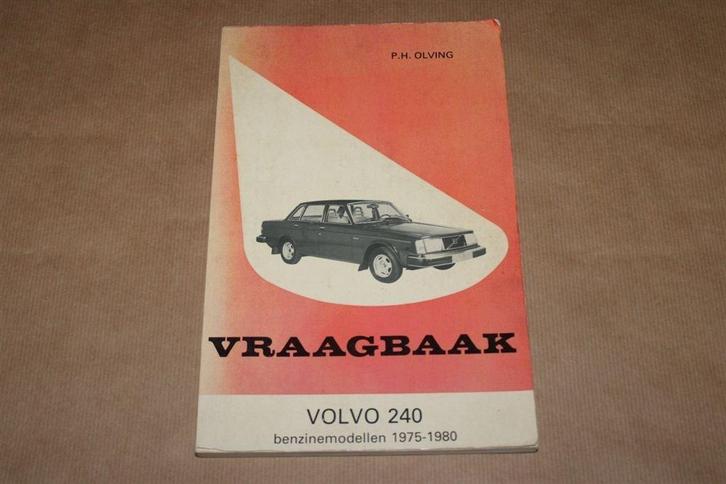 P.H. OLVING
VRAAGBAAK
VOLVO 240
benzinemodellen 1975-1980